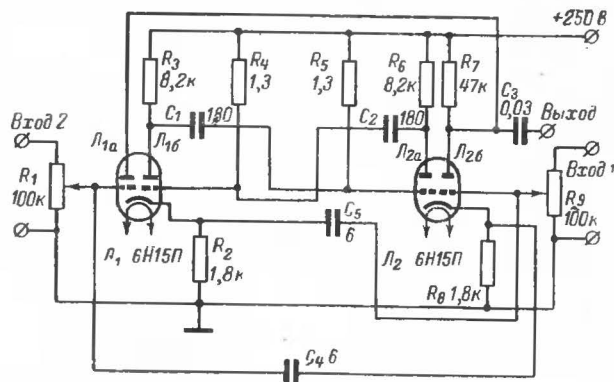 +250 В
R3
8,2к
R4
1,3
R5
1,3
R6
8,2к
R7
47к
C1
180
C2
180
C3
0,03
Выход
Вход 2
Л1а
Л1б
Л2а
Л2б
Вход 1
R1
100к
R9
100к
Л1 6Н15П
R2
1,8к
C5
6
Л2 6Н15П
R8 1,8к
C4 6